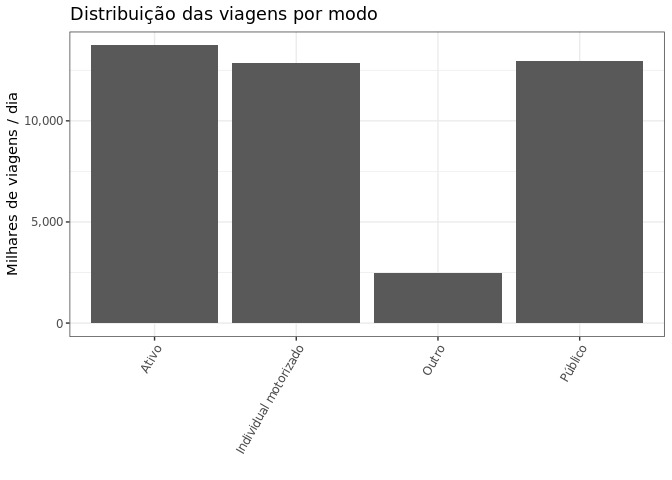 Distribuição das viagens por modo
Milhares de viagens / dia
10,000
5,000
0
Ativo
Individual motorizado
Outro
Público